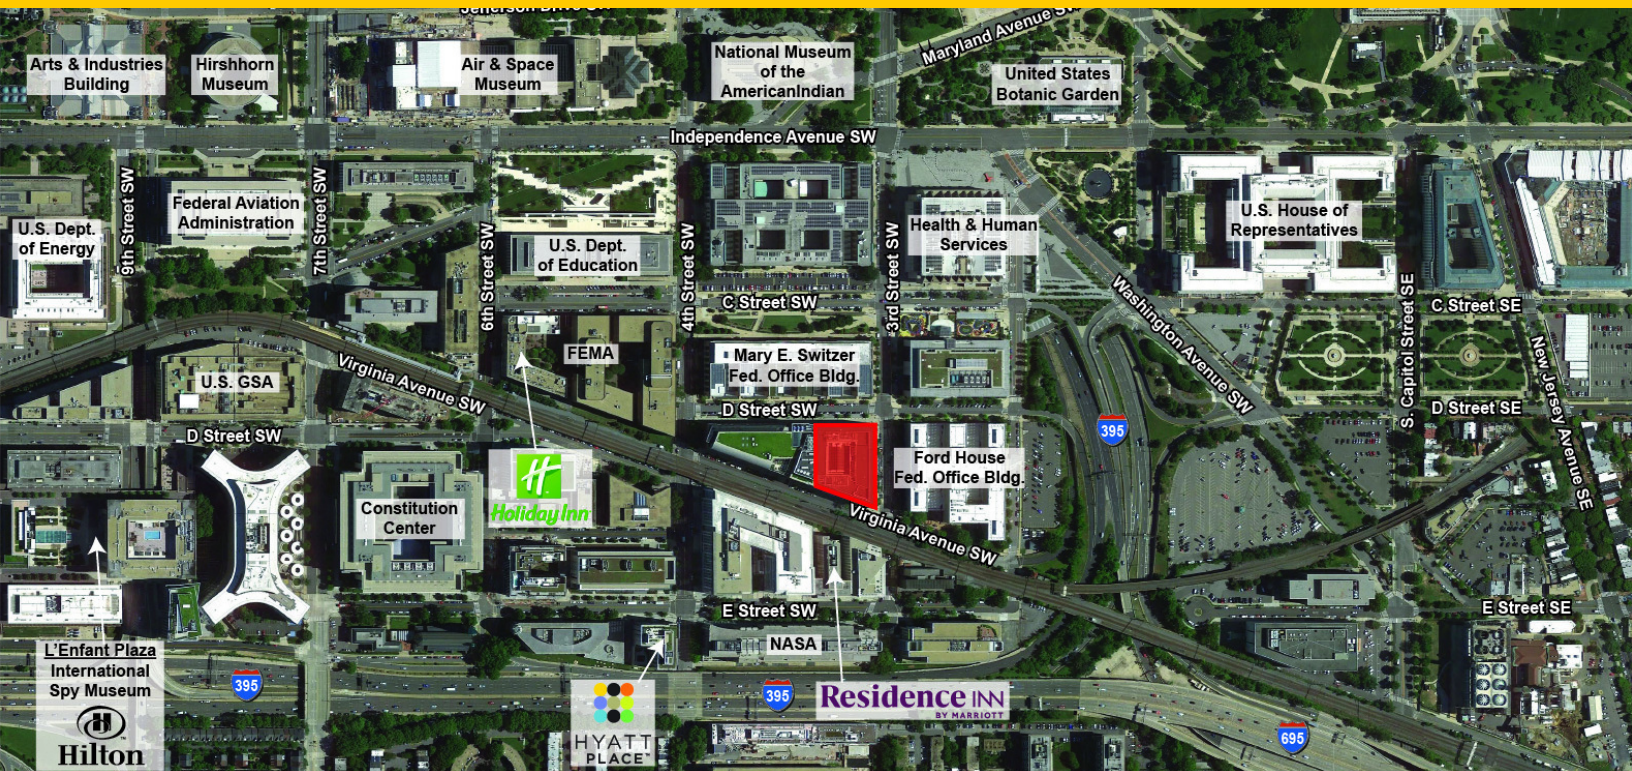 Jefferson Drive SW
Maryland Avenue SW
Arts & Industries
Building
Hirshhorn
Museum
Air & Space
Museum
National Museum
of the
AmericanIndian
United States
Botanic Garden
Independence Avenue SW
9th Street SW
7th Street SW
6th Street SW
4th Street SW
3rd Street SW
Federal Aviation
Administration
U.S. Dept.
of Energy
U.S. Dept.
of Education
Health & Human
Services
U.S. House of
Representatives
S. Capitol Street SE
Washington Avenue SW
New Jersey Avenue SE
C Street SW
C Street SE
FEMA
Mary E. Switzer
Fed. Office Bldg.
U.S. GSA
Virginia Avenue SW
D Street SW
D Street SE
D Street SW
395
Ford House
Fed. Office Bldg.
H
Holiday Inn
Constitution
Center
Virginia Avenue SW
E Street SW
E Street SE
NASA
L'Enfant Plaza
International
Spy Museum
H
Hilton
395
395
HYATT
PLACE™
Residence INN
BY MARRIOTT
695